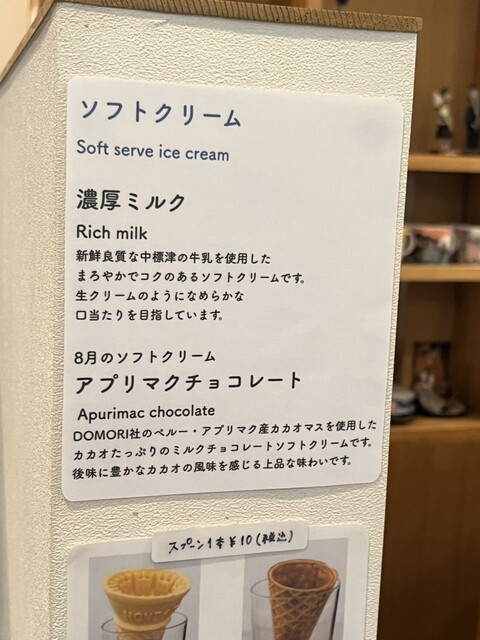 ソフトクリーム
Soft serve ice cream
濃厚ミルク
Rich milk
新鮮良質な中標津の牛乳を使用した
まろやかでコクのあるソフトクリームです。
生クリームのようになめらかな
口当たりを目指しています。
8月のソフトクリーム
アプリマクチョコレート
Apurimac chocolate
DOMORI社のペルー・アプリマク産カカオマスを使用した
カカオたっぷりのミルクチョコレートソフトクリームです。
後味に豊かなカカオの風味を感じる上品な味わいです。
スプーン1本¥10(税込)